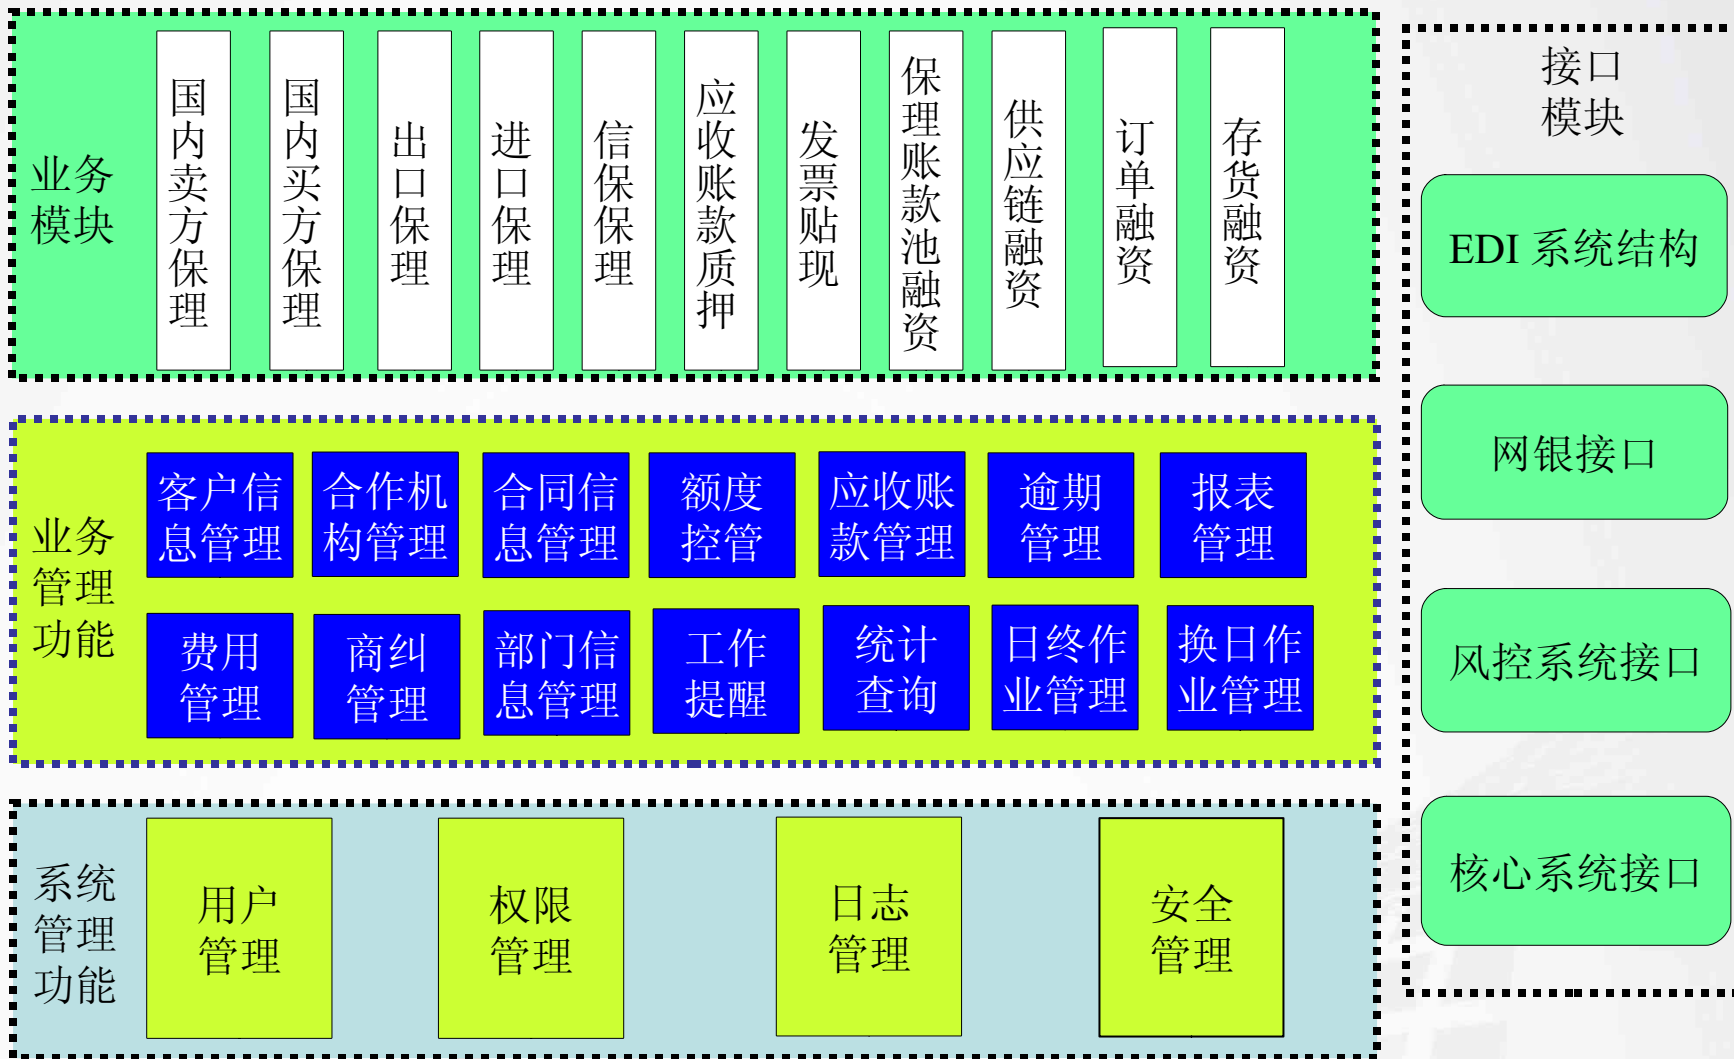 业务
模块
国内卖方保理
国内买方保理
出口保理
进口保理
信保保理
应收账款质押
发票贴现
保理账款池融资
供应链融资
订单融资
存货融资
业务
管理
功能
客户信
息管理
合作机
构管理
合同信
息管理
额度
控管
应收账
款管理
逾期
管理
报表
管理
费用
管理
商纠
管理
部门信
息管理
工作
提醒
统计
查询
日终作
业管理
换日作
业管理
系统
管理
功能
用户
管理
权限
管理
日志
管理
安全
管理
接口
模块
EDI 系统结构
网银接口
风控系统接口
核心系统接口